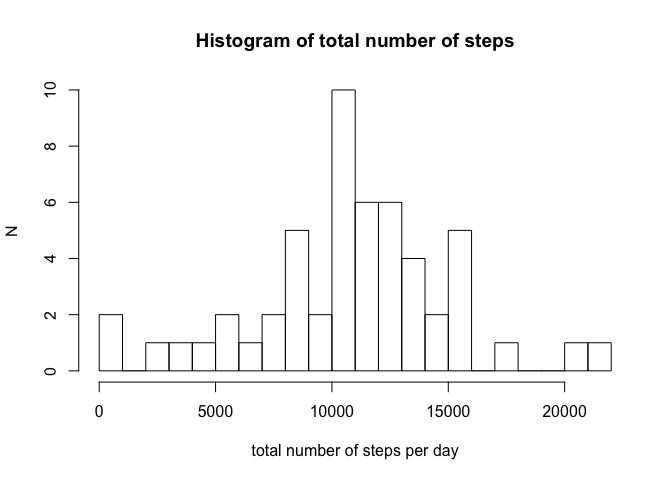 Histogram of total number of steps
10
8
6
4
2
0
N
0 5000 10000 15000 20000
total number of steps per day